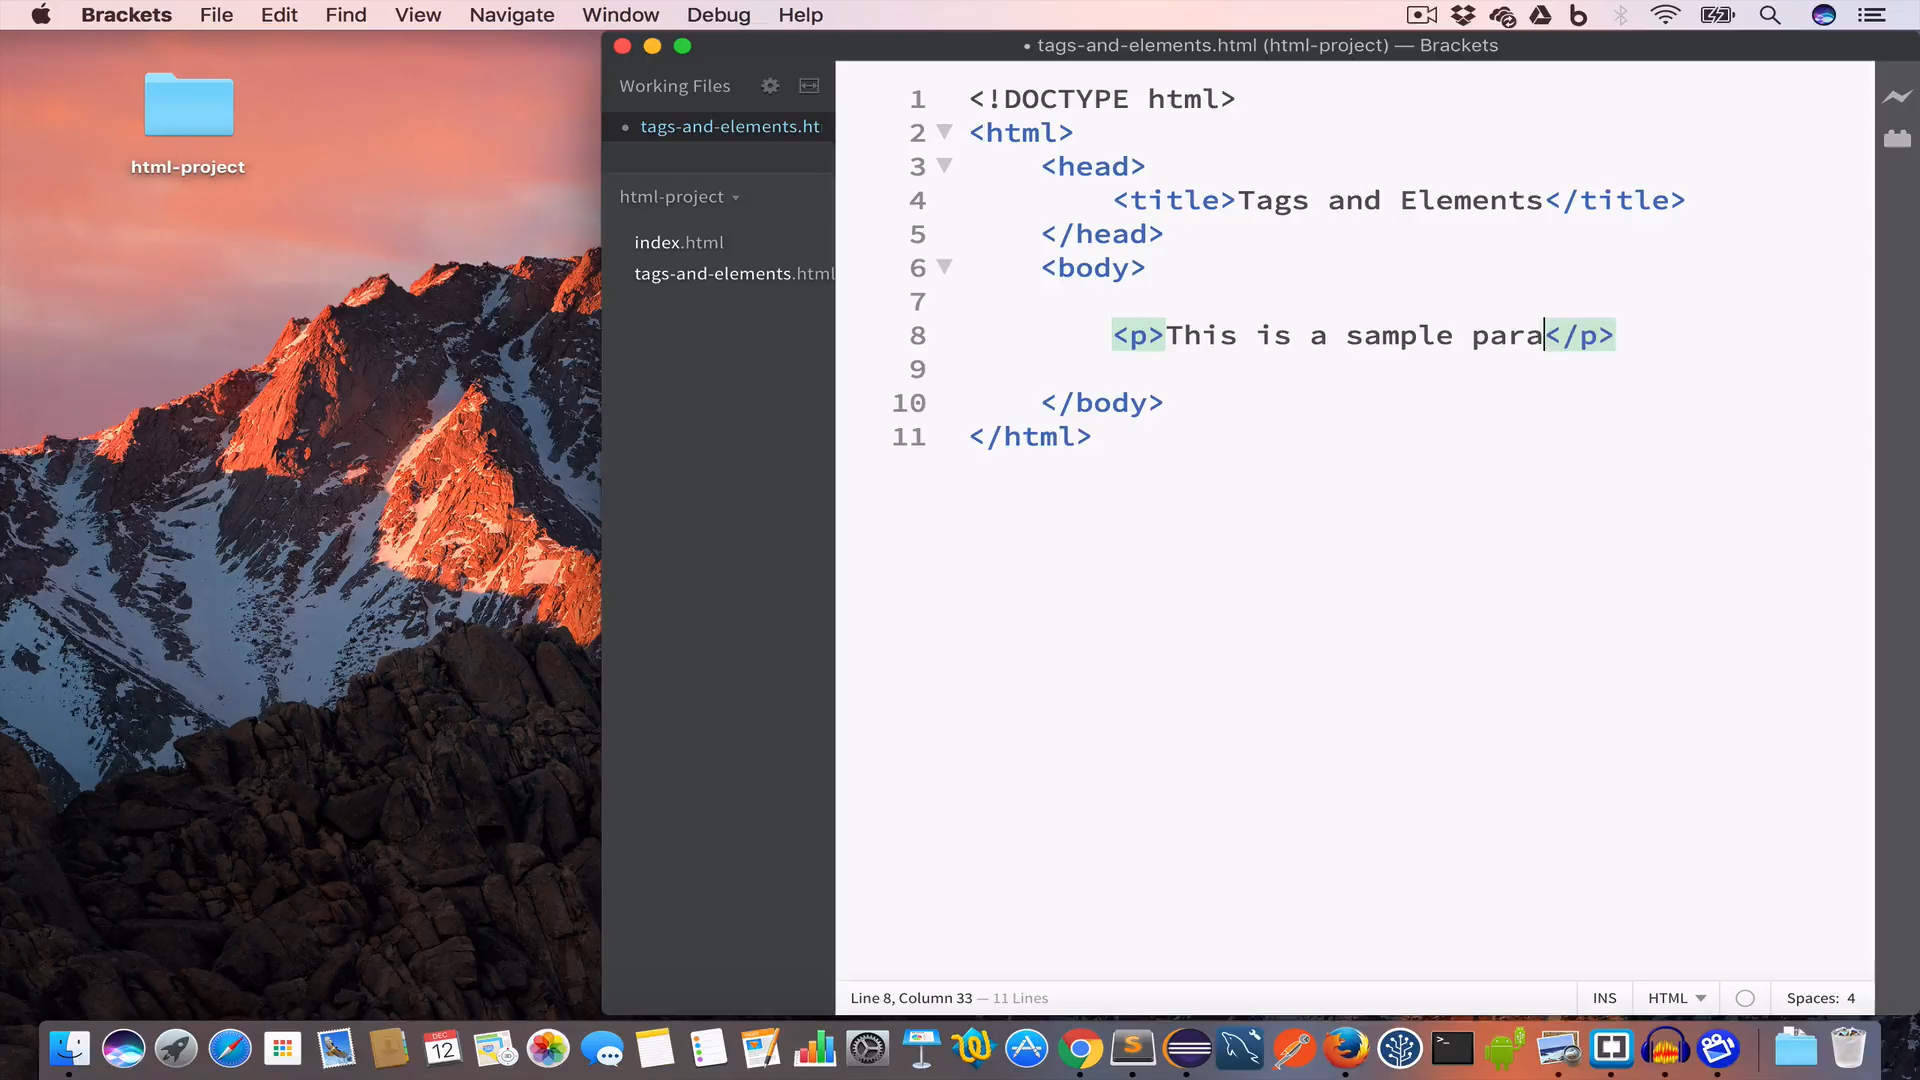 Brackets File Edit Find View Navigate Window Debug Help
• tags-and-elements.html (html-project) — Brackets
html-project
Working Files
• tags-and-elements.ht
html-project
index.html
tags-and-elements.html
1 <!DOCTYPE html>
2 <html>
3 <head>
4 <title>Tags and Elements</title>
5 </head>
6 <body>
7
8 <p>This is a sample para</p>
9
10 </body>
11 </html>
Line 8, Column 33 — 11 Lines
INS HTML Spaces: 4
DEC
12